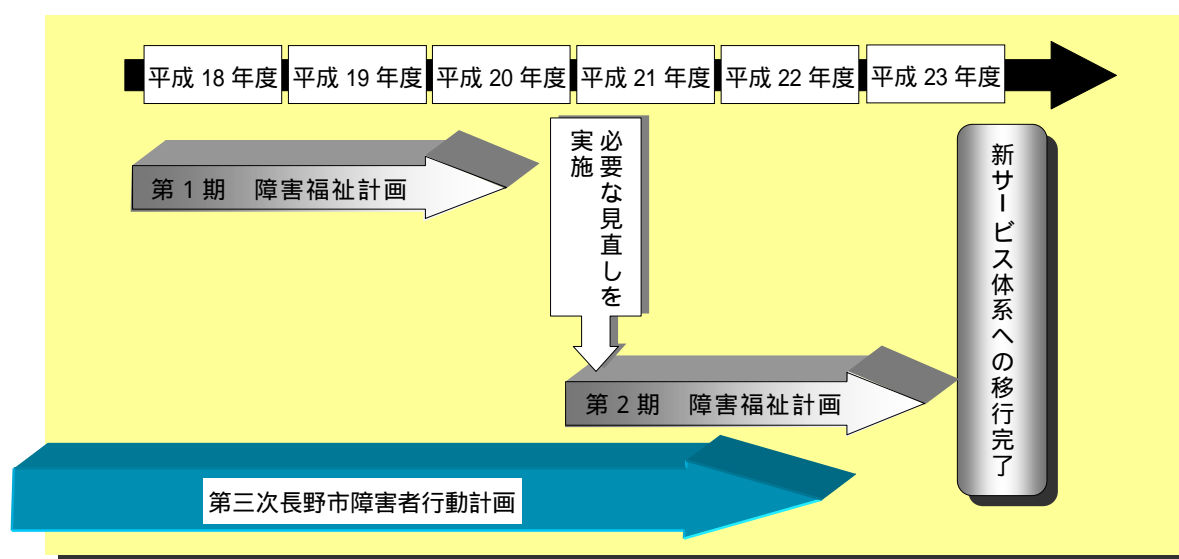 平成 18 年度
平成 19 年度
平成 20 年度
平成 21 年度
平成 22 年度
平成 23 年度
第１期　障害福祉計画
必要な見直しを
実施
新サービス体系への移行完了
第２期　障害福祉計画
第三次長野市障害者行動計画